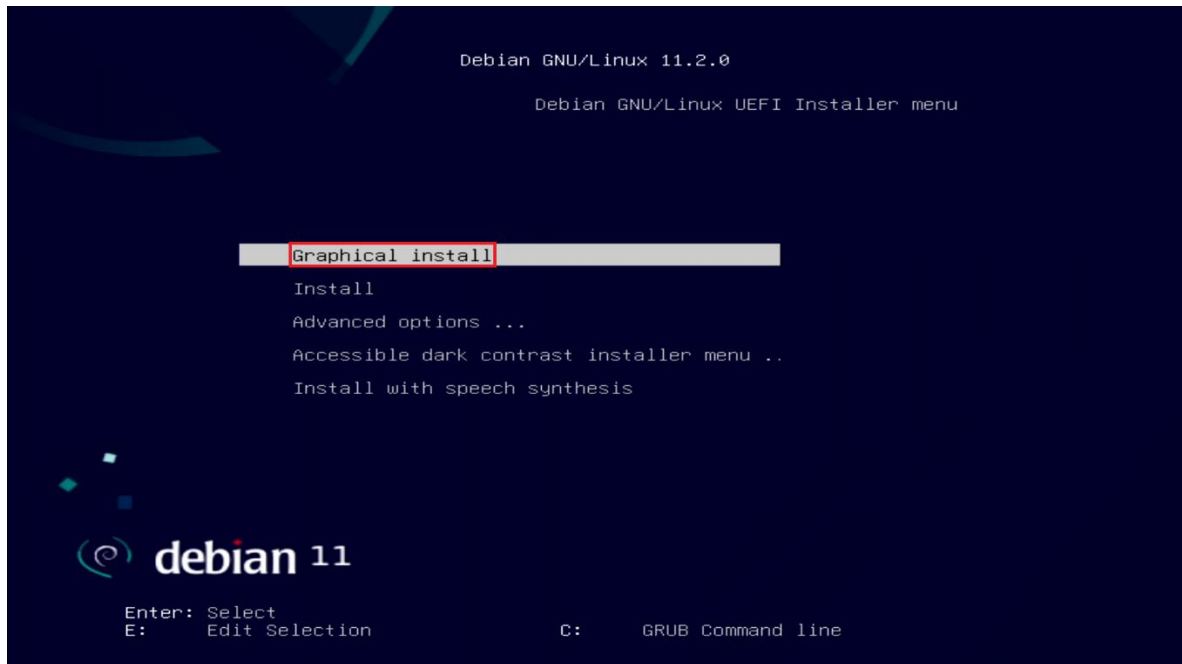 Debian GNU/Linux 11.2.0
Debian GNU/Linux UEFI Installer menu
Graphical install
Install
Advanced options ...
Accessible dark contrast installer menu ..
Install with speech synthesis
debian 11
Enter: Select
E: Edit Selection C: GRUB Command line